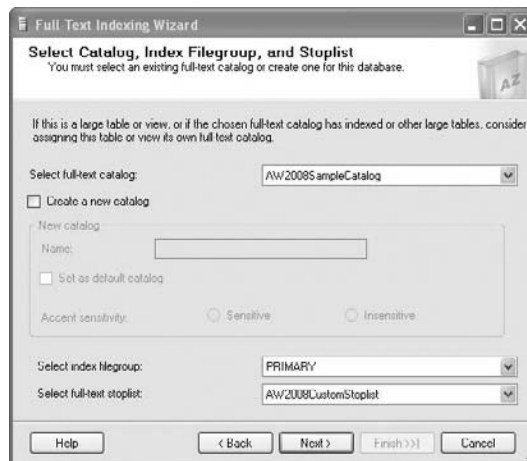 Full-Text Indexing Wizard
Select Catalog, Index Filegroup, and Stoplist
You must select an existing full-text catalog or create one for this database.
AZ
If this is a large table or view, or if the chosen full-text catalog has indexed or other large tables, consider
assigning this table or view its own full-text catalog.
Select full-text catalog: AW2008SampleCatalog
Create a new catalog
New catalog
Name:
Set as default catalog
Accent sensitivity: Sensitive Insensitive
Select index filegroup: PRIMARY
Select full-text stoplist: AW2008CustomStoplist
Help < Back Next > Finish >>| Cancel